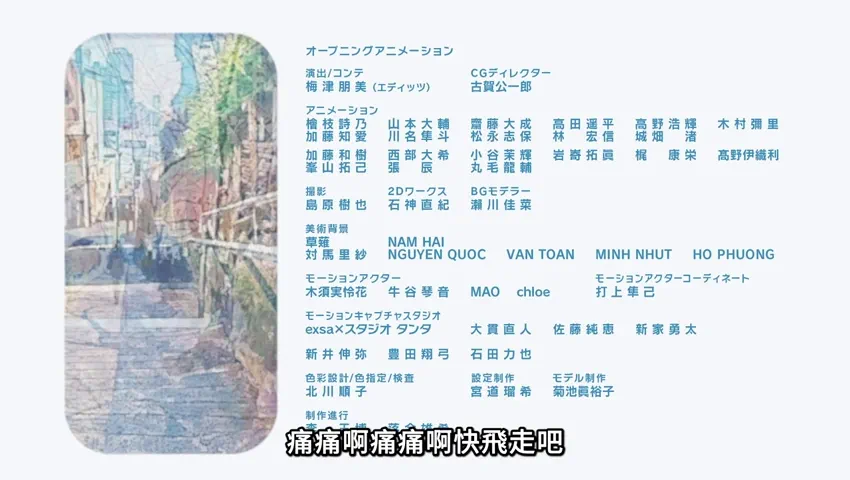 オープニングアニメーション
演出/コンテ CGディレクター
梅津朋美(エディッツ) 古賀公一郎
アニメーション
檜枝詩乃 山本大輔 齋藤大成 髙田遥平 高野浩輝 木村彌里
加藤知愛 川名隼斗 松永志保 林 宏信 城畑 渚
加藤和樹 西部大希 小谷茉輝 岩嵜拓眞 梶 康栄 髙野伊織利
峯山拓己 張 辰 丸毛龍輔
撮影 2Dワークス BGモデラー
島原樹也 石神直紀 瀬川佳菜
美術背景
草薙 NAM HAI
対馬里紗 NGUYEN QUOC VAN TOAN MINH NHUT HO PHUONG
モーションアクター モーションアクターコーディネート
木須実怜花 牛谷琴音 MAO chloe 打上隼己
モーションキャプチャスタジオ
exsa×スタジオ タンタ 大貫直人 佐藤純恵 新家勇太
新井伸弥 豊田翔弓 石田力也
色彩設計/色指定/検査 設定制作 モデル制作
北川順子 宮道瑠希 菊池眞裕子
制作進行
痛痛啊痛痛啊快飛走吧